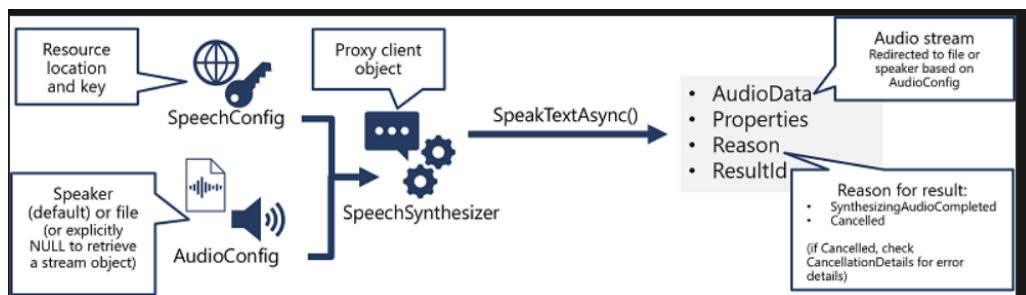 Resource
location
and key
SpeechConfig
Speaker
(default) or file
(or explicitly
NULL to retrieve
a stream object)
AudioConfig
Proxy client
object
SpeechSynthesizer
SpeakTextAsync()
• AudioData
• Properties
• Reason
• ResultId
Audio stream
Redirected to file or
speaker based on
AudioConfig
Reason for result:
• SynthesizingAudioCompleted
• Cancelled
(if Cancelled, check
CancellationDetails for error
details)